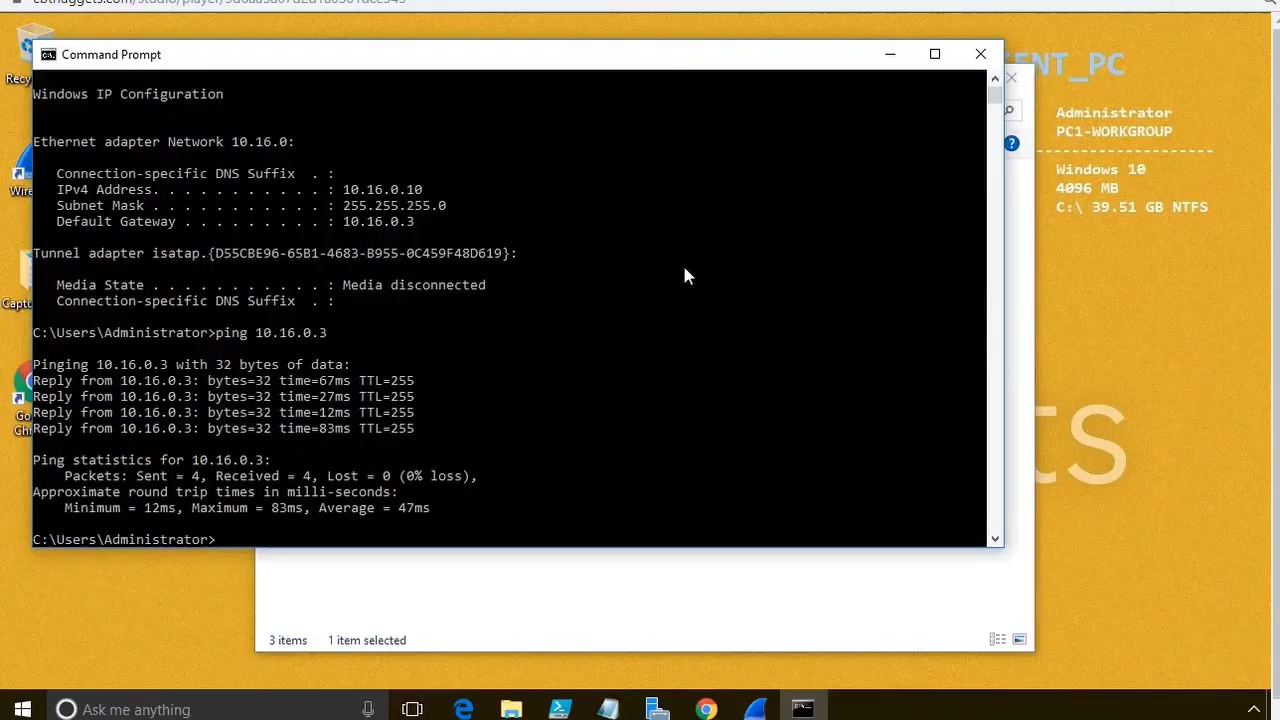 Command Prompt
Windows IP Configuration
Ethernet adapter Network 10.16.0:
Connection-specific DNS Suffix . :
IPv4 Address. . . . . . . . . . . : 10.16.0.10
Subnet Mask . . . . . . . . . . . : 255.255.255.0
Default Gateway . . . . . . . . . : 10.16.0.3
Tunnel adapter isatap.{D55CBE96-65B1-4683-B955-0C459F48D619}:
Media State . . . . . . . . . . . : Media disconnected
Connection-specific DNS Suffix . :
C:\Users\Administrator>ping 10.16.0.3
Pinging 10.16.0.3 with 32 bytes of data:
Reply from 10.16.0.3: bytes=32 time=67ms TTL=255
Reply from 10.16.0.3: bytes=32 time=27ms TTL=255
Reply from 10.16.0.3: bytes=32 time=12ms TTL=255
Reply from 10.16.0.3: bytes=32 time=83ms TTL=255
Ping statistics for 10.16.0.3:
Packets: Sent = 4, Received = 4, Lost = 0 (0% loss),
Approximate round trip times in milli-seconds:
Minimum = 12ms, Maximum = 83ms, Average = 47ms
C:\Users\Administrator>
ENT_PC
Administrator
PC1-WORKGROUP
Windows 10
4096 MB
C:\ 39.51 GB NTFS
ts
Recy
Wire
Captu
Go
Chr
3 items 1 item selected
Ask me anything